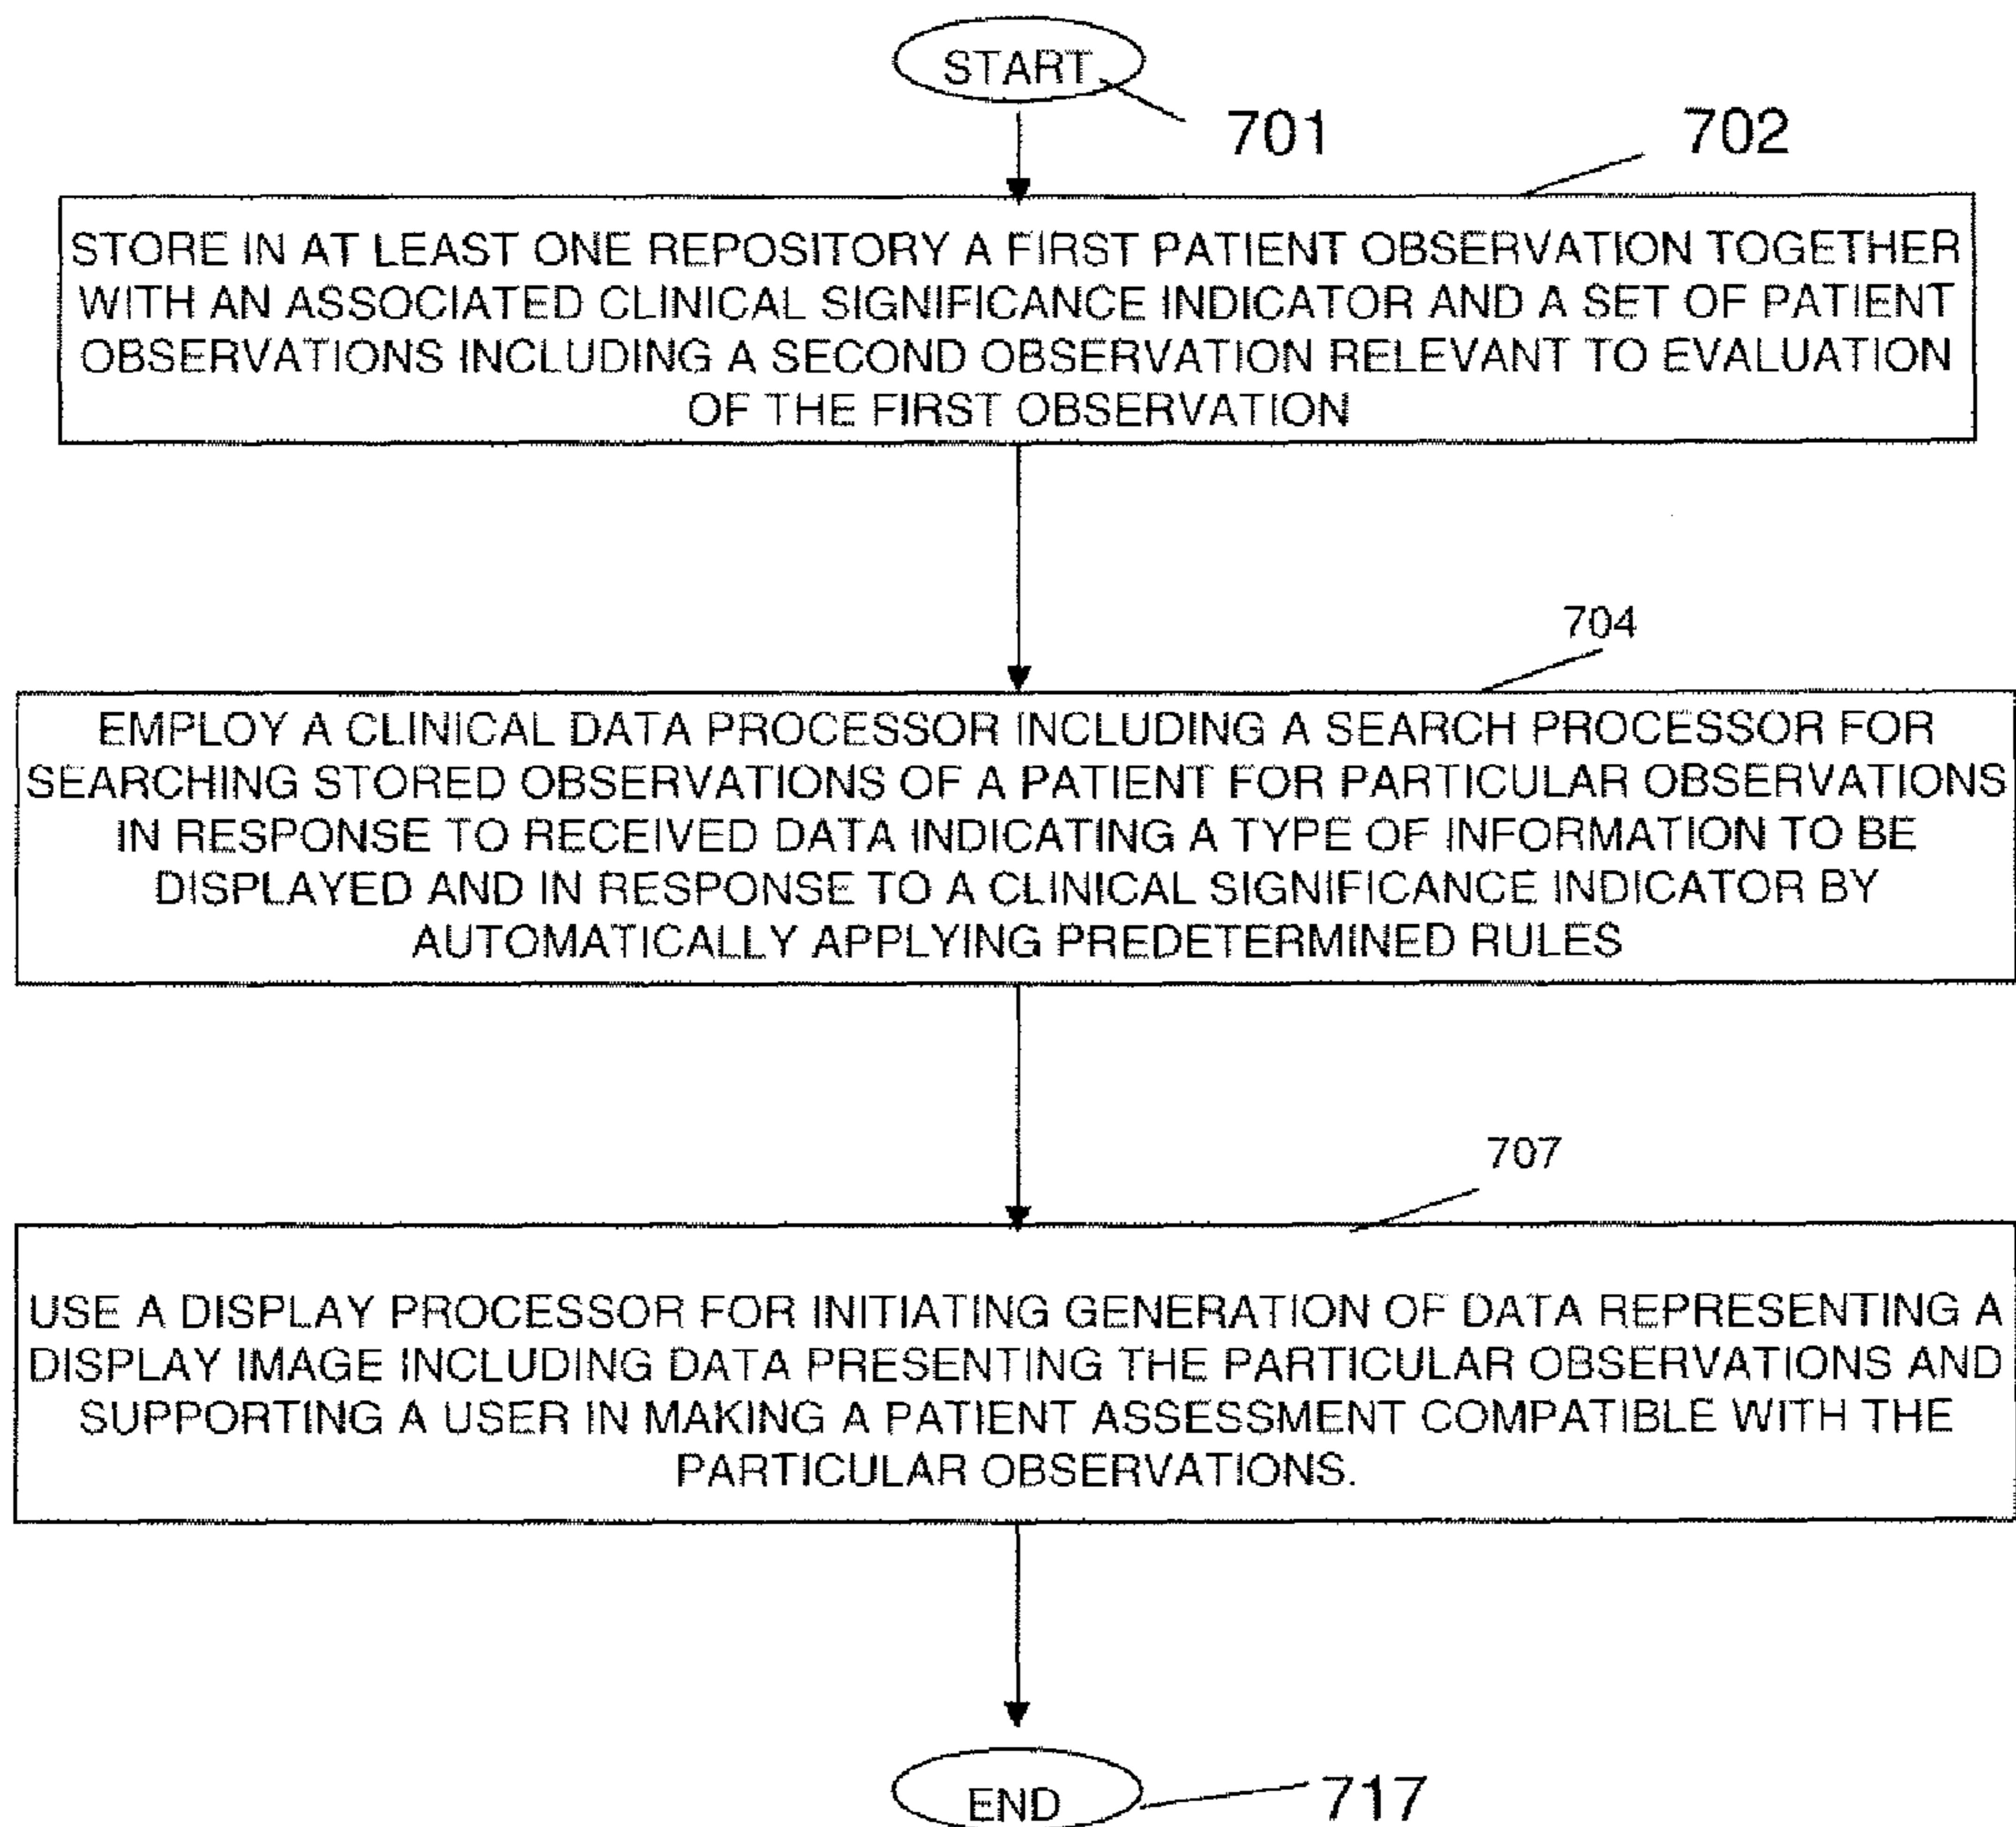 START
701
702
STORE IN AT LEAST ONE REPOSITORY A FIRST PATIENT OBSERVATION TOGETHER
WITH AN ASSOCIATED CLINICAL SIGNIFICANCE INDICATOR AND A SET OF PATIENT
OBSERVATIONS INCLUDING A SECOND OBSERVATION RELEVANT TO EVALUATION
OF THE FIRST OBSERVATION
704
EMPLOY A CLINICAL DATA PROCESSOR INCLUDING A SEARCH PROCESSOR FOR
SEARCHING STORED OBSERVATIONS OF A PATIENT FOR PARTICULAR OBSERVATIONS
IN RESPONSE TO RECEIVED DATA INDICATING A TYPE OF INFORMATION TO BE
DISPLAYED AND IN RESPONSE TO A CLINICAL SIGNIFICANCE INDICATOR BY
AUTOMATICALLY APPLYING PREDETERMINED RULES
707
USE A DISPLAY PROCESSOR FOR INITIATING GENERATION OF DATA REPRESENTING A
DISPLAY IMAGE INCLUDING DATA PRESENTING THE PARTICULAR OBSERVATIONS AND
SUPPORTING A USER IN MAKING A PATIENT ASSESSMENT COMPATIBLE WITH THE
PARTICULAR OBSERVATIONS.
END
717